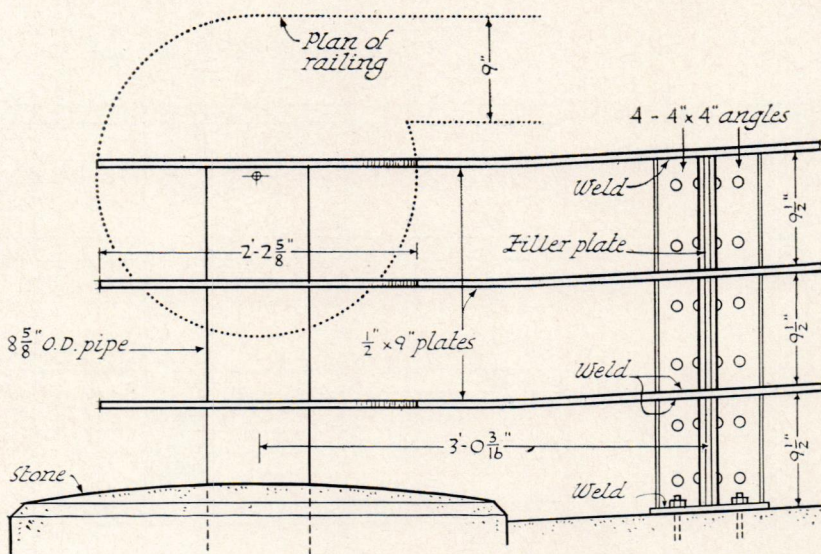 Plan of
railing
9"
4 - 4" x 4" angles
Weld
9 1/2"
2'-2 5/8"
Filler plate
8 5/8" O.D. pipe
1/2" x 9" plates
9 1/2"
Weld
3'-0 3/16"
9 1/2"
Stone
Weld